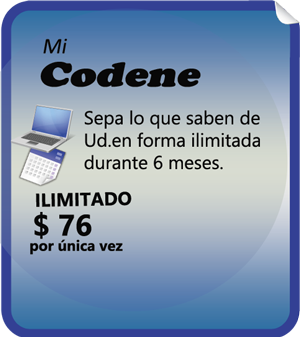 Mi
Codene
Sepa lo que saben de
Ud.en forma ilimitada
durante 6 meses.
ILIMITADO
$ 76
por única vez